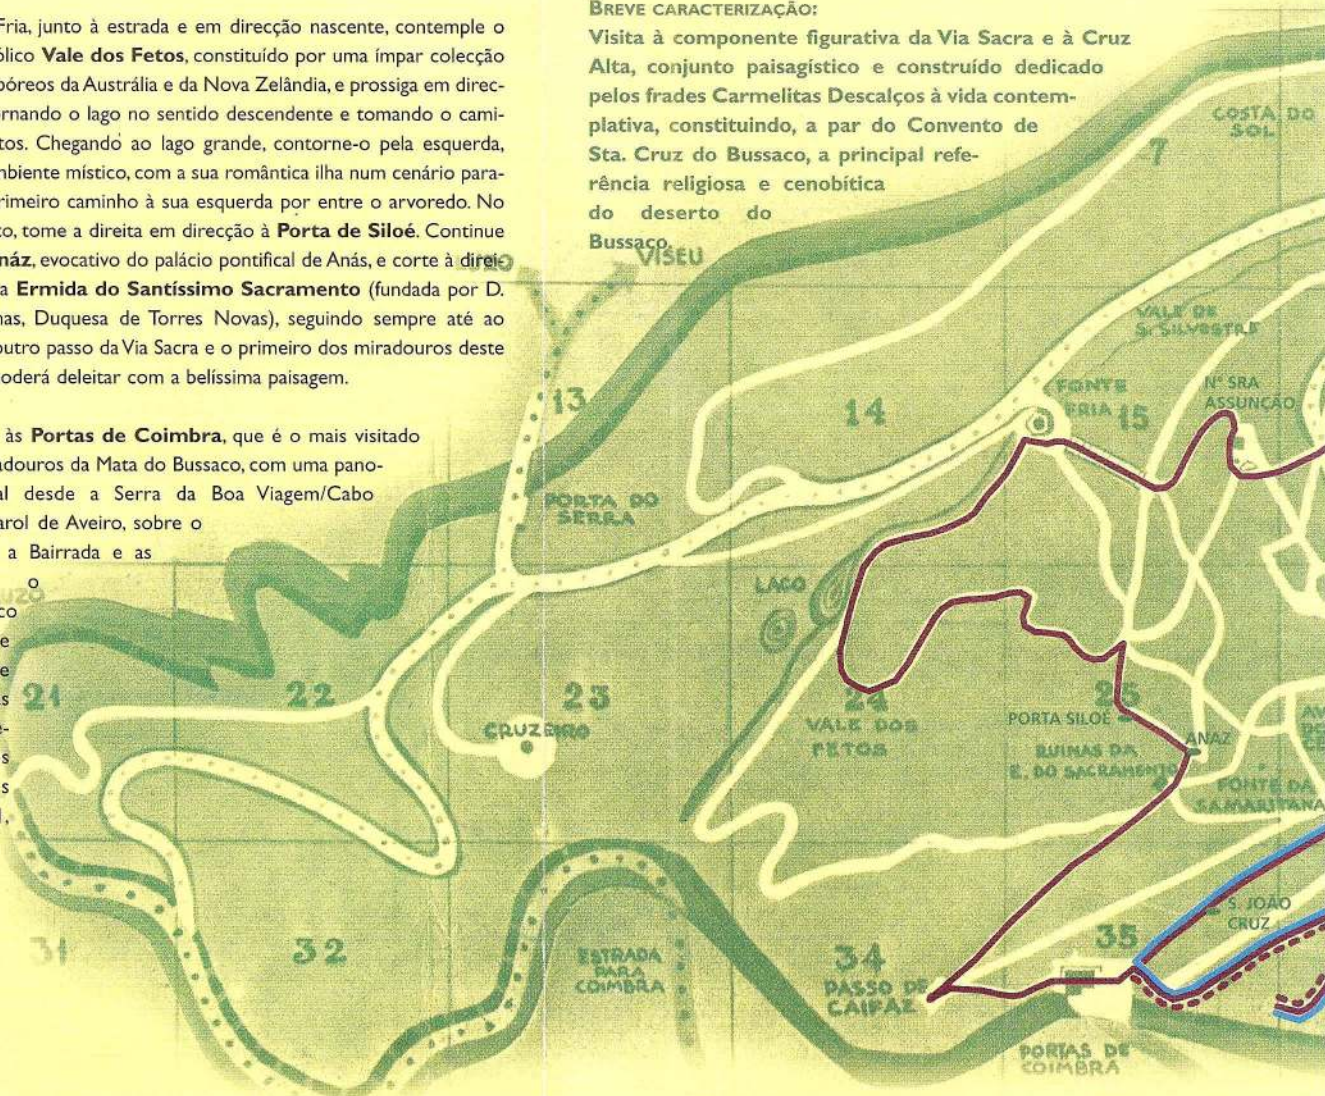 Fria, junto à estrada e em direcção nascente, contemple o
ólico Vale dos Fetos, constituído por uma ímpar colecção
póreos da Austrália e da Nova Zelândia, e prossiga em direc-
rnando o lago no sentido descendente e tomando o cami-
tos. Chegando ao lago grande, contorne-o pela esquerda,
mbiente místico, com a sua romântica ilha num cenário para-
rimeiro caminho à sua esquerda por entre o arvoredo. No
to, tome a direita em direcção à Porta de Siloé. Continue
náz, evocativo do palácio pontifical de Anás, e corte à direi-
a Ermida do Santíssimo Sacramento (fundada por D.
nas, Duquesa de Torres Novas), seguindo sempre até ao
outro passo da Via Sacra e o primeiro dos miradouros deste
oderá deleitar com a belíssima paisagem.
às Portas de Coimbra, que é o mais visitado
adouros da Mata do Bussaco, com uma pano-
al desde a Serra da Boa Viagem/Cabo
arol de Aveiro, sobre o
a Bairrada e as
o
co
e
e
s
e-
s
s
l,
BREVE CARACTERIZAÇÃO:
Visita à componente figurativa da Via Sacra e à Cruz
Alta, conjunto paisagístico e construído dedicado
pelos frades Carmelitas Descalços à vida contem-
plativa, constituindo, a par do Convento de
Sta. Cruz do Bussaco, a principal refe-
rência religiosa e cenobítica
do deserto do
Bussaco.
VISEU
COSTA DO
SOL
7
VALE DE
S. SILVESTRE
13
14
FONTE
FRIA
15
Nª SRA
ASSUNÇÃO
PORTA DO
SERRA
LAGO
21
22
23
CRUZEIRO
24
VALE DOS
FETOS
25
PORTA SILOÉ
ANAZ
RUINAS DA
E. DO SACRAMENTO
FONTE DA
SAMARITANA
31
32
ESTRADA
PARA
COIMBRA
34
PASSO DE
CAIFAZ
35
S. JOÃO
CRUZ
PORTAS DE
COIMBRA